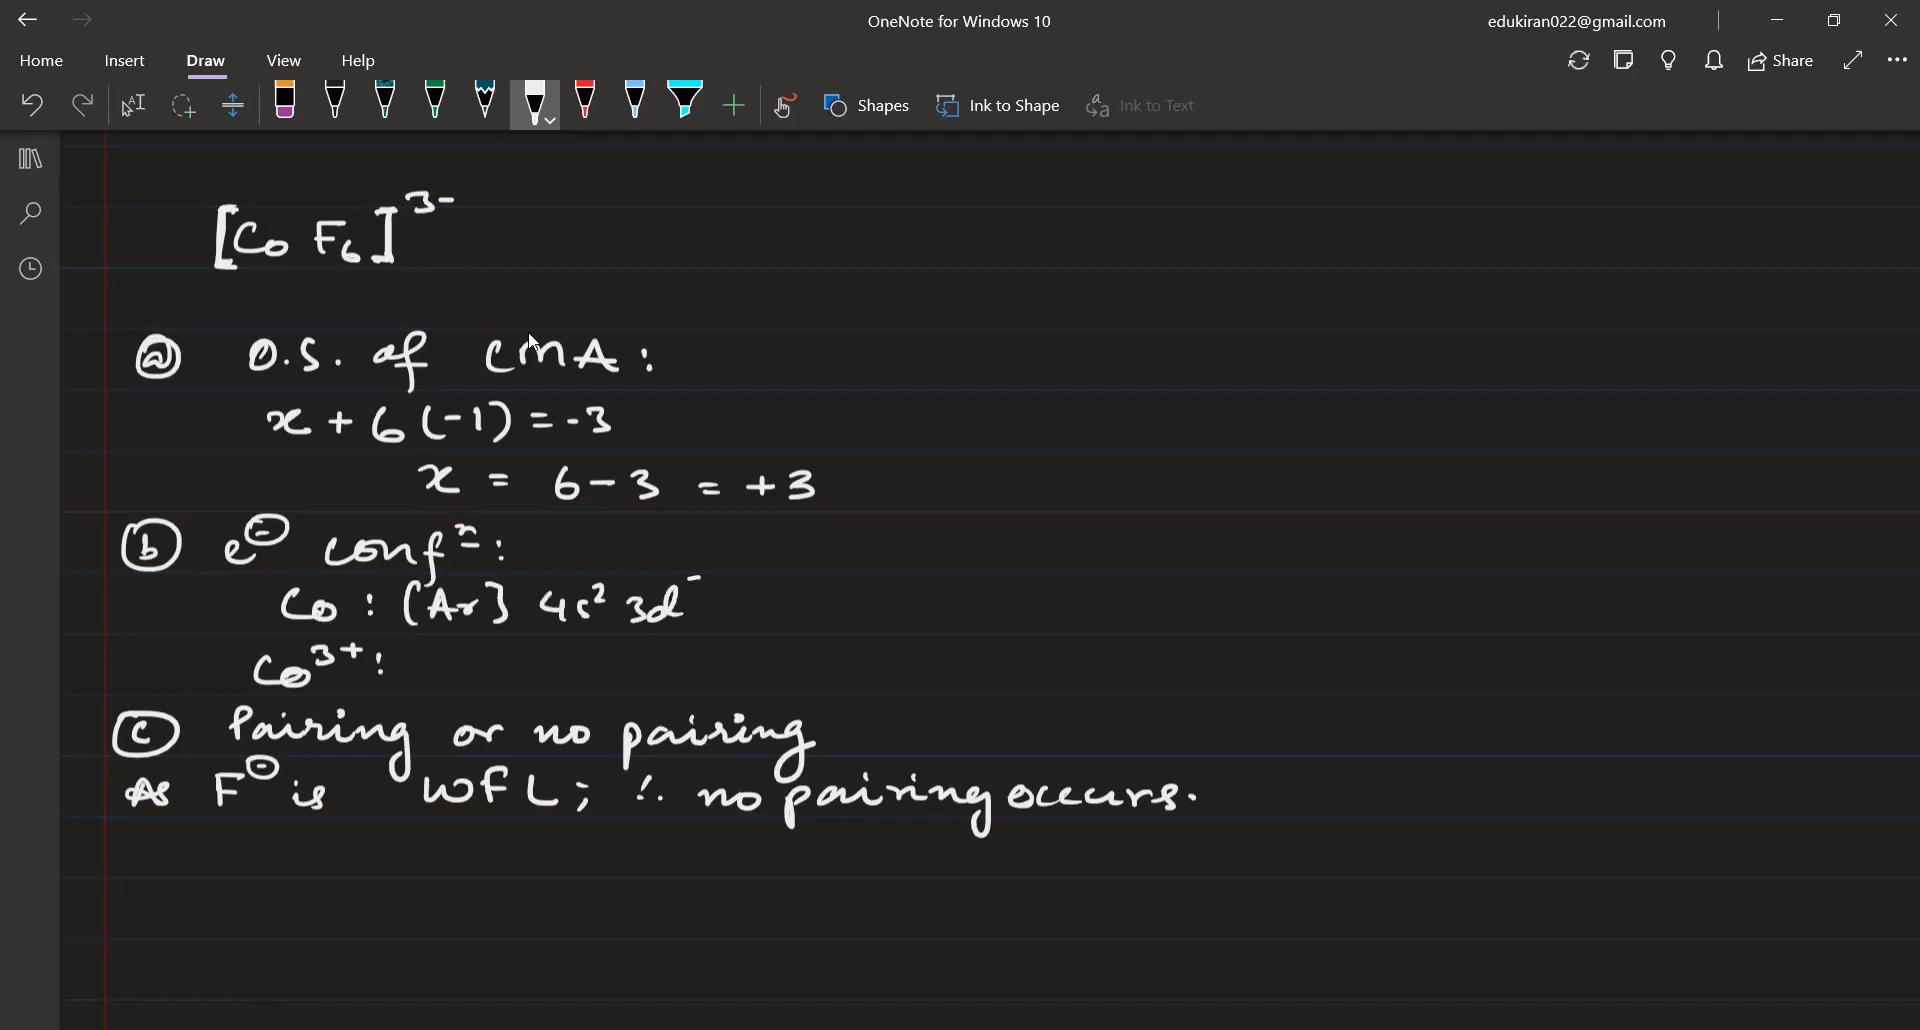 OneNote for Windows 10
edukiran022@gmail.com
Home Insert Draw View Help
Share
Shapes Ink to Shape Ink to Text
[Co F₆]³⁻
ⓐ O.S. of CMA :
x + 6 (-1) = -3
x = 6 - 3 = +3
ⓑ e⊖ confⁿ :
Co : [Ar] 4s² 3d⁻
Co³⁺ :
ⓒ Pairing or no pairing
As F⊖ is WFL; ∴ no pairing occurs.